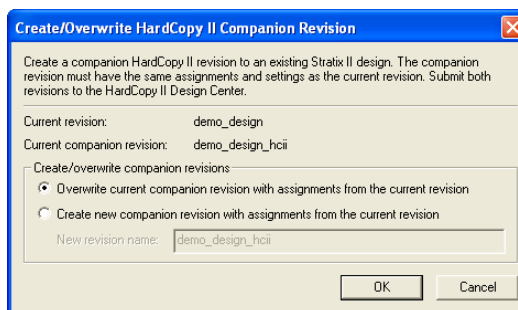 Create/Overwrite HardCopy II Companion Revision
Create a companion HardCopy II revision to an existing Stratix II design. The companion
revision must have the same assignments and settings as the current revision. Submit both
revisions to the HardCopy II Design Center.
Current revision: demo_design
Current companion revision: demo_design_hcii
Create/overwrite companion revisions
Overwrite current companion revision with assignments from the current revision
Create new companion revision with assignments from the current revision
New revision name: demo_design_hcii
OK Cancel